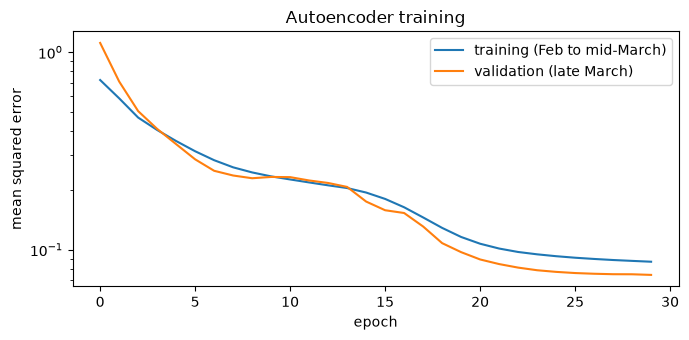 Autoencoder training
training (Feb to mid-March)
validation (late March)
mean squared error
10⁰
10⁻¹
0 5 10 15 20 25 30
epoch